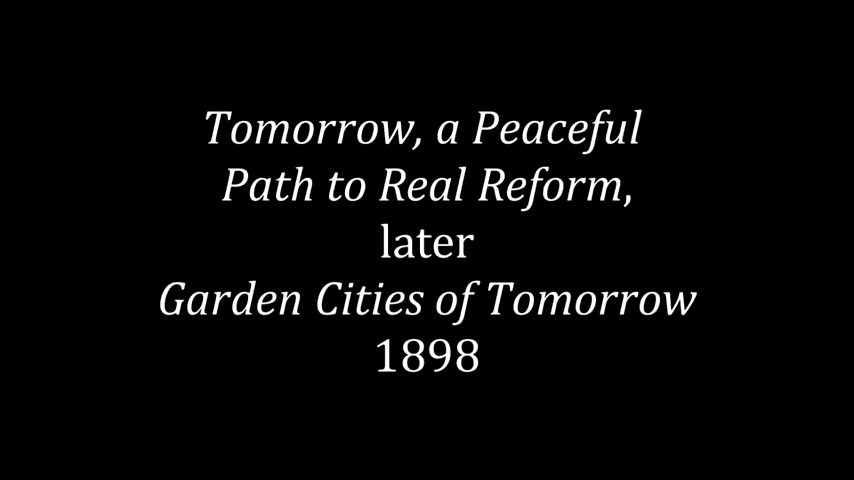 Tomorrow, a Peaceful
Path to Real Reform,
later
Garden Cities of Tomorrow
1898